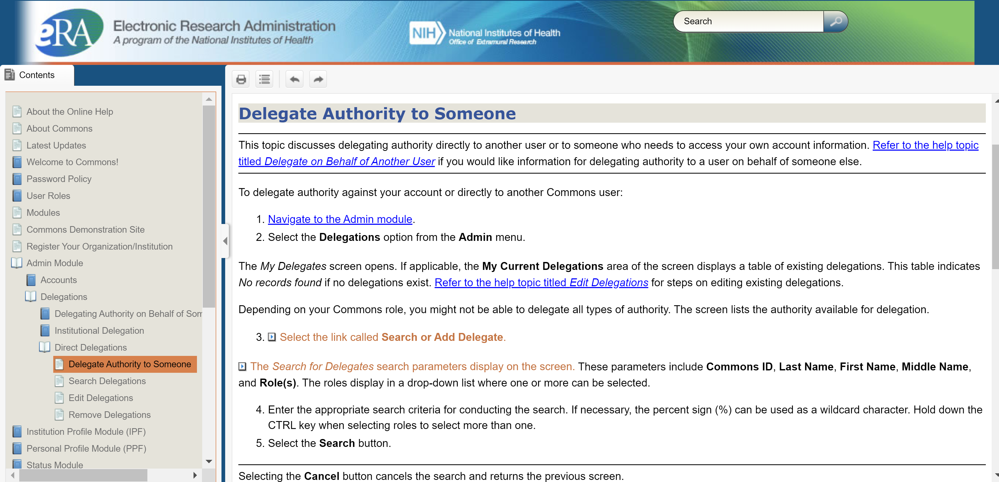 eRA
Electronic Research Administration
A program of the National Institutes of Health
NIH
National Institutes of Health
Office of Extramural Research
Search
Contents
About the Online Help
About Commons
Latest Updates
Welcome to Commons!
Password Policy
User Roles
Modules
Commons Demonstration Site
Register Your Organization/Institution
Admin Module
Accounts
Delegations
Delegating Authority on Behalf of Som
Institutional Delegation
Direct Delegations
Delegate Authority to Someone
Search Delegations
Edit Delegations
Remove Delegations
Institution Profile Module (IPF)
Personal Profile Module (PPF)
Status Module
Delegate Authority to Someone
This topic discusses delegating authority directly to another user or to someone who needs to access your own account information. Refer to the help topic
titled Delegate on Behalf of Another User if you would like information for delegating authority to a user on behalf of someone else.
To delegate authority against your account or directly to another Commons user:
1. Navigate to the Admin module.
2. Select the Delegations option from the Admin menu.
The My Delegates screen opens. If applicable, the My Current Delegations area of the screen displays a table of existing delegations. This table indicates
No records found if no delegations exist. Refer to the help topic titled Edit Delegations for steps on editing existing delegations.
Depending on your Commons role, you might not be able to delegate all types of authority. The screen lists the authority available for delegation.
3. Select the link called Search or Add Delegate.
The Search for Delegates search parameters display on the screen. These parameters include Commons ID, Last Name, First Name, Middle Name,
and Role(s). The roles display in a drop-down list where one or more can be selected.
4. Enter the appropriate search criteria for conducting the search. If necessary, the percent sign (%) can be used as a wildcard character. Hold down the
CTRL key when selecting roles to select more than one.
5. Select the Search button.
Selecting the Cancel button cancels the search and returns the previous screen.